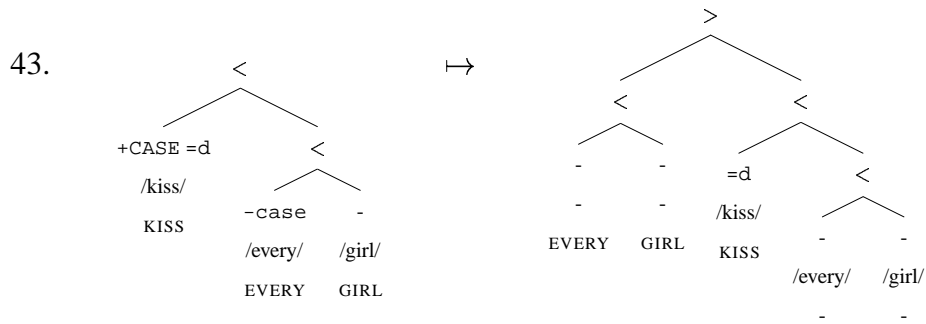 >
43. < ↦
< <
+CASE =d <
- - =d <
/kiss/
-case -
- - /kiss/
KISS - -
/every/ /girl/
EVERY GIRL KISS
/every/ /girl/
EVERY GIRL
- -